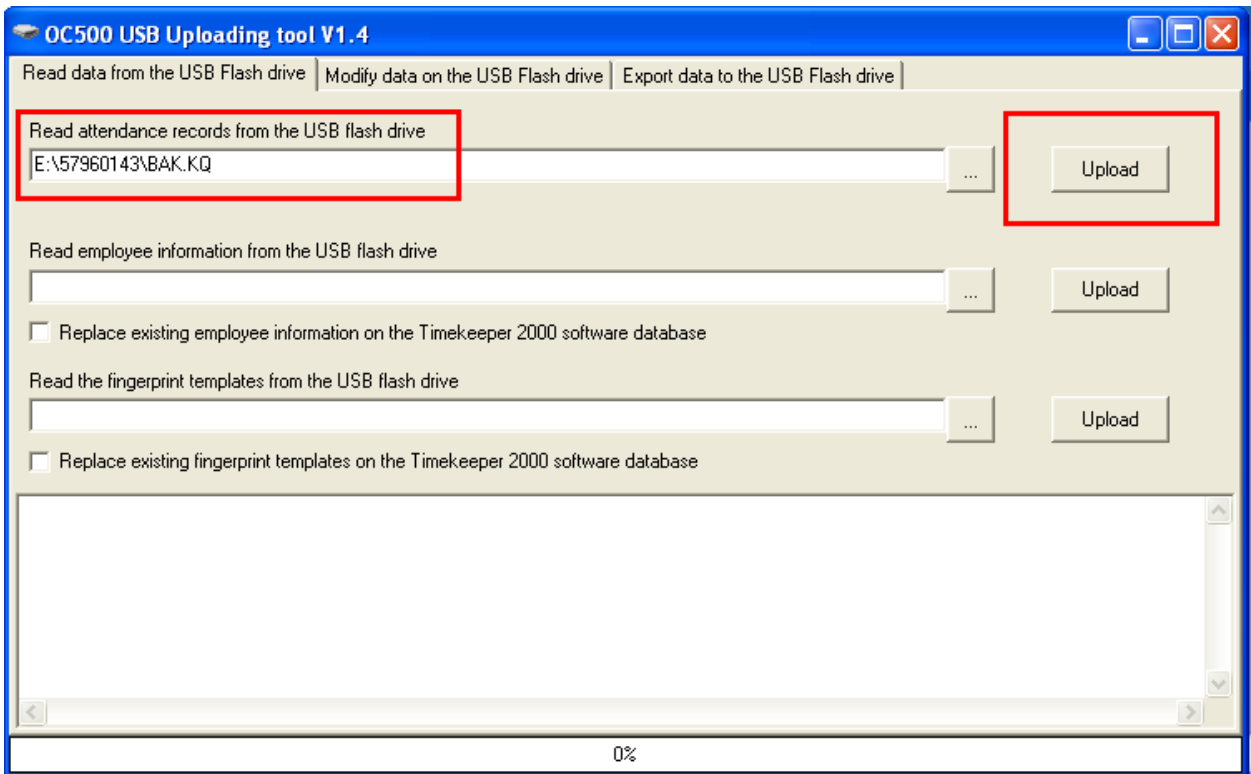 OC500 USB Uploading tool V1.4
Read data from the USB Flash drive Modify data on the USB Flash drive Export data to the USB Flash drive
Read attendance records from the USB flash drive
E:\57960143\BAK.KQ ... Upload
Read employee information from the USB flash drive
... Upload
Replace existing employee information on the Timekeeper 2000 software database
Read the fingerprint templates from the USB flash drive
... Upload
Replace existing fingerprint templates on the Timekeeper 2000 software database
0%